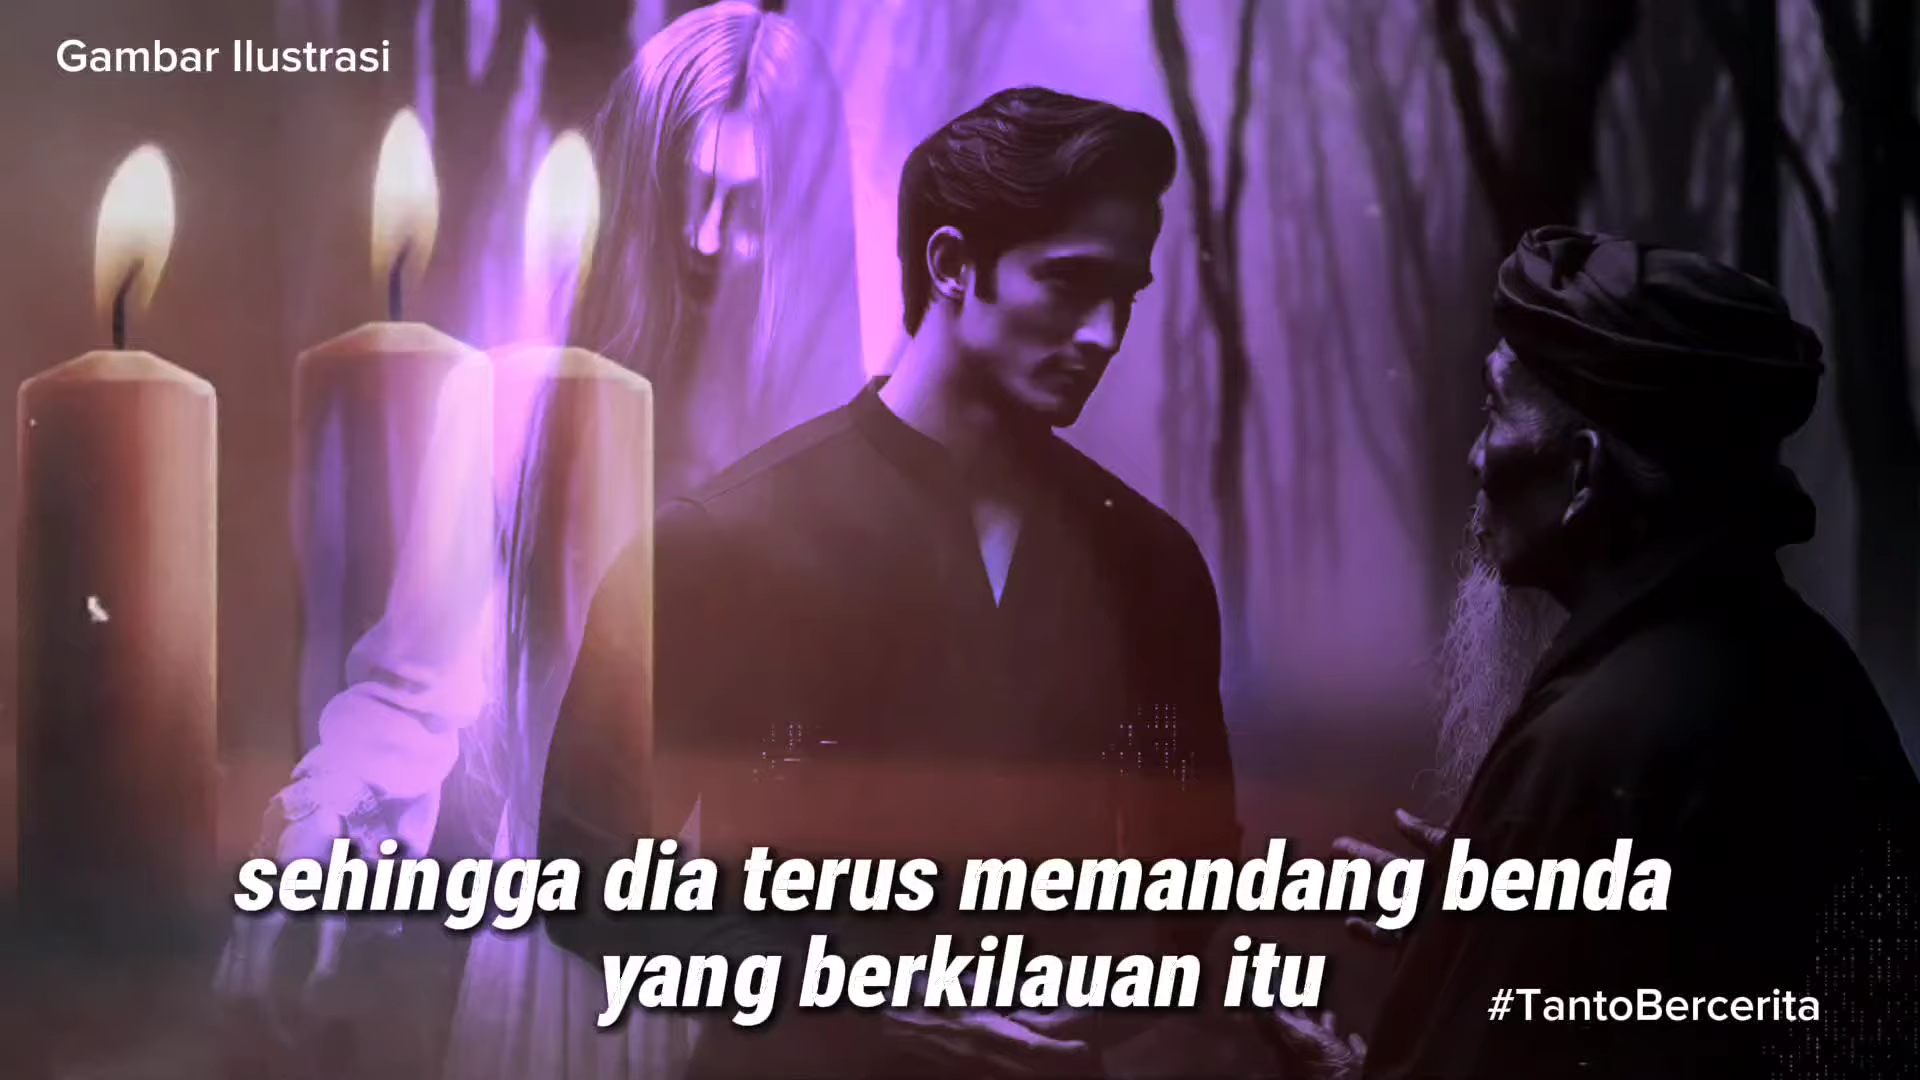 Gambar Ilustrasi
sehingga dia terus memandang benda
yang berkilauan itu
#TantoBercerita